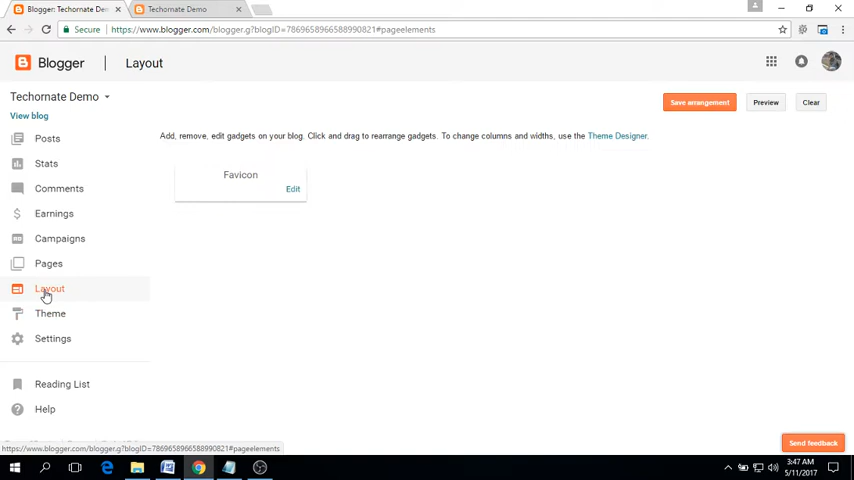 Blogger: Techornate De
Techornate Demo
Secure
https://www.blogger.com/blogger.g?blogID=7869658966588990821#pageelements
Blogger
Layout
Techornate Demo
View blog
Save arrangement
Preview
Clear
Posts
Stats
Comments
Earnings
Campaigns
Pages
Layout
Theme
Settings
Reading List
Help
Add, remove, edit gadgets on your blog. Click and drag to rearrange gadgets. To change columns and widths, use the Theme Designer.
Favicon
Edit
Send feedback
https://www.blogger.com/blogger.g?blogID=7869658966588990821#pageelements
3:47 AM
5/11/2017